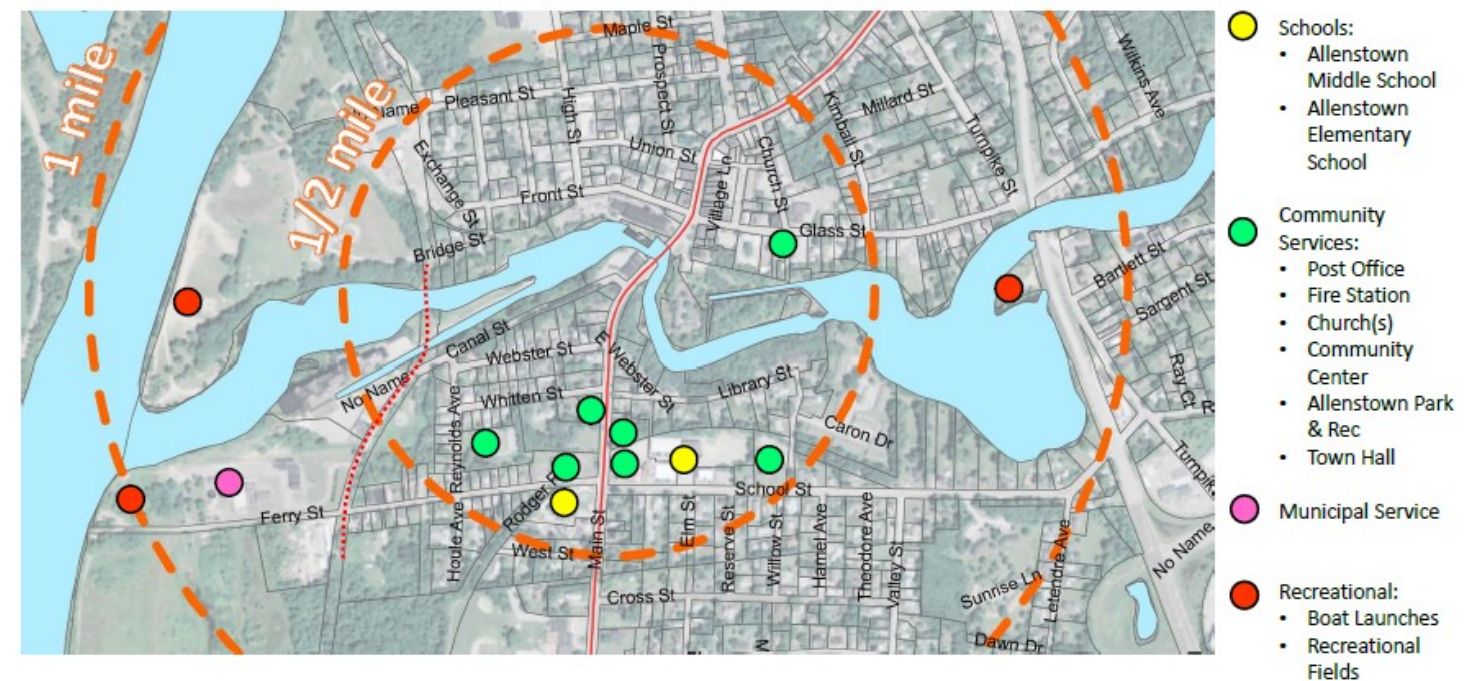 1 mile
1/2 mile
Maple St
Prospect St
Pleasant St
Name
High St
Union St
Exchange St
Front St
Bridge St
Village Ln
Church St
Kimball St
Millard St
Turnpike St
Wilkins Ave
Glass St
Bartlett St
Sargent St
Ray Ct
R
Canal St
Webster St
E Webster St
No Name
Whitten St
Library St
Caron Dr
Reynolds Ave
Houle Ave
Rodger R
School St
Ferry St
West St
Main St
Elm St
Reserve St
Willow St
Hamel Ave
Theodore Ave
Valley St
Cross St
Sunrise Ln
Letendre Ave
Dawn Dr
Turnpike
No Name
Schools:
• Allenstown
Middle School
• Allenstown
Elementary
School
Community
Services:
• Post Office
• Fire Station
• Church(s)
• Community
Center
• Allenstown Park
& Rec
• Town Hall
Municipal Service
Recreational:
• Boat Launches
• Recreational
Fields